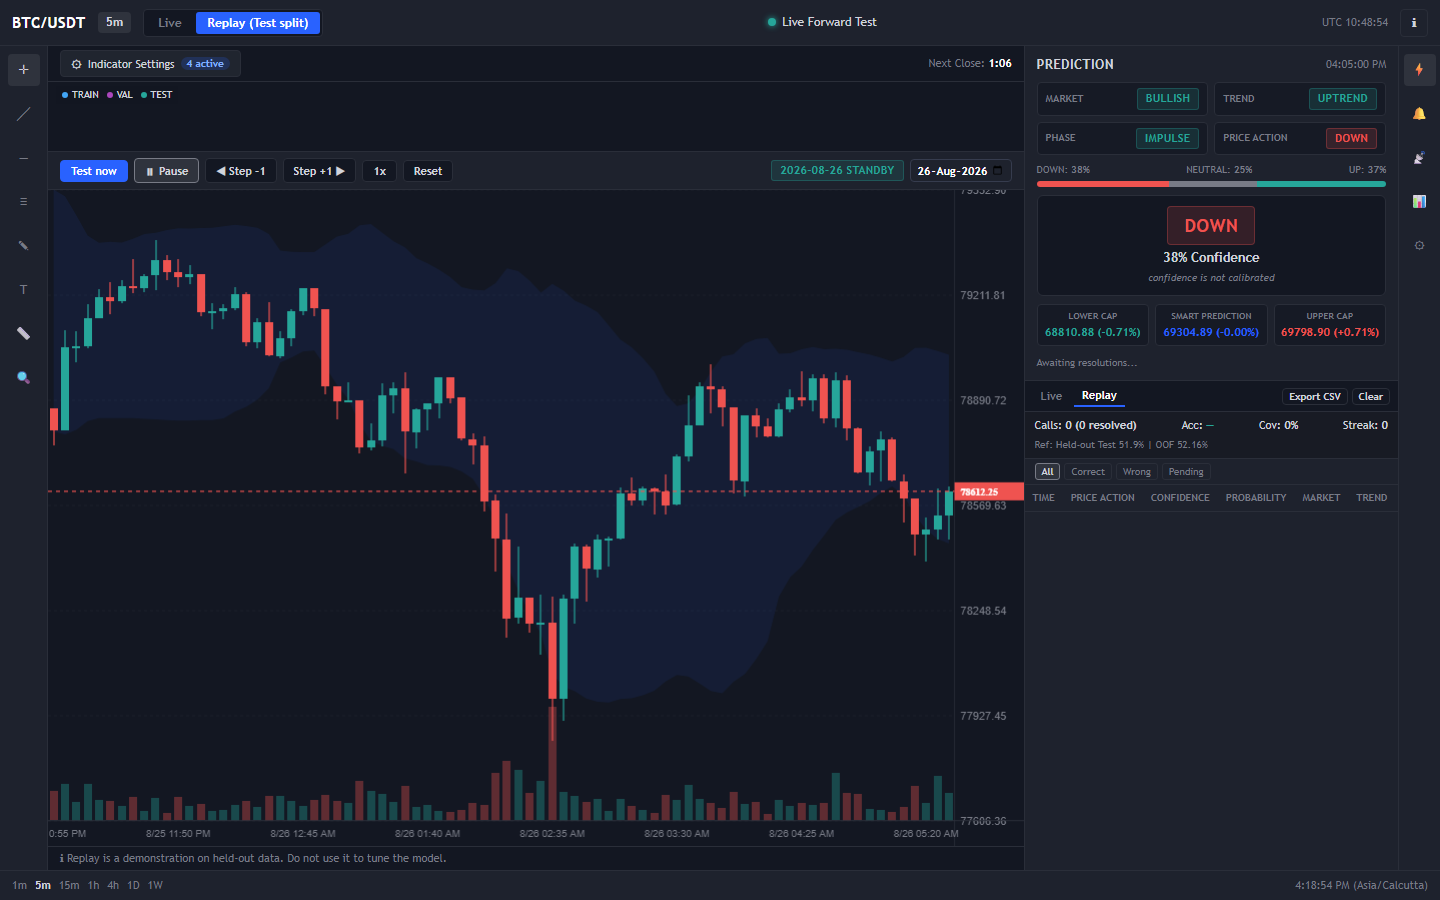 BTC/USDT 5m Live Replay (Test split) Live Forward Test UTC 10:48:54 i
Indicator Settings 4 active Next Close: 1:06
TRAIN VAL TEST
Test now Pause Step -1 Step +1 1x Reset 2026-08-26 STANDBY 26-Aug-2026
79532.90
79211.81
78890.72
78612.25
78569.63
78248.54
77927.45
77606.36
0:55 PM 8/25 11:50 PM 8/26 12:45 AM 8/26 01:40 AM 8/26 02:35 AM 8/26 03:30 AM 8/26 04:25 AM 8/26 05:20 AM
i Replay is a demonstration on held-out data. Do not use it to tune the model.
T
PREDICTION 04:05:00 PM
MARKET BULLISH TREND UPTREND
PHASE IMPULSE PRICE ACTION DOWN
DOWN: 38% NEUTRAL: 25% UP: 37%
DOWN
38% Confidence
confidence is not calibrated
LOWER CAP SMART PREDICTION UPPER CAP
68810.88 (-0.71%) 69304.89 (-0.00%) 69798.90 (+0.71%)
Awaiting resolutions...
Live Replay Export CSV Clear
Calls: 0 (0 resolved) Acc: — Cov: 0% Streak: 0
Ref: Held-out Test 51.9% | OOF 52.16%
All Correct Wrong Pending
TIME PRICE ACTION CONFIDENCE PROBABILITY MARKET TREND
1m 5m 15m 1h 4h 1D 1W 4:18:54 PM (Asia/Calcutta)